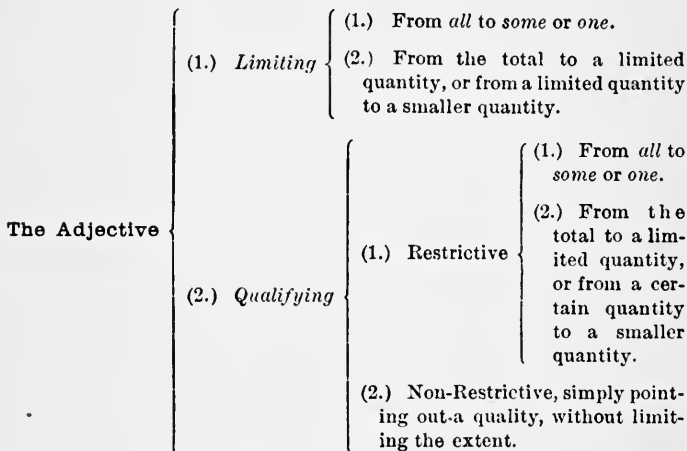 (1.) From all to some or one.
(1.) Limiting
(2.) From the total to a limited
quantity, or from a limited quantity
to a smaller quantity.
The Adjective
(2.) Qualifying
(1.) Restrictive
(1.) From all to
some or one.
(2.) From the
total to a lim-
ited quantity,
or from a cer-
tain quantity
to a smaller
quantity.
(2.) Non-Restrictive, simply point-
ing out a quality, without limit-
ing the extent.